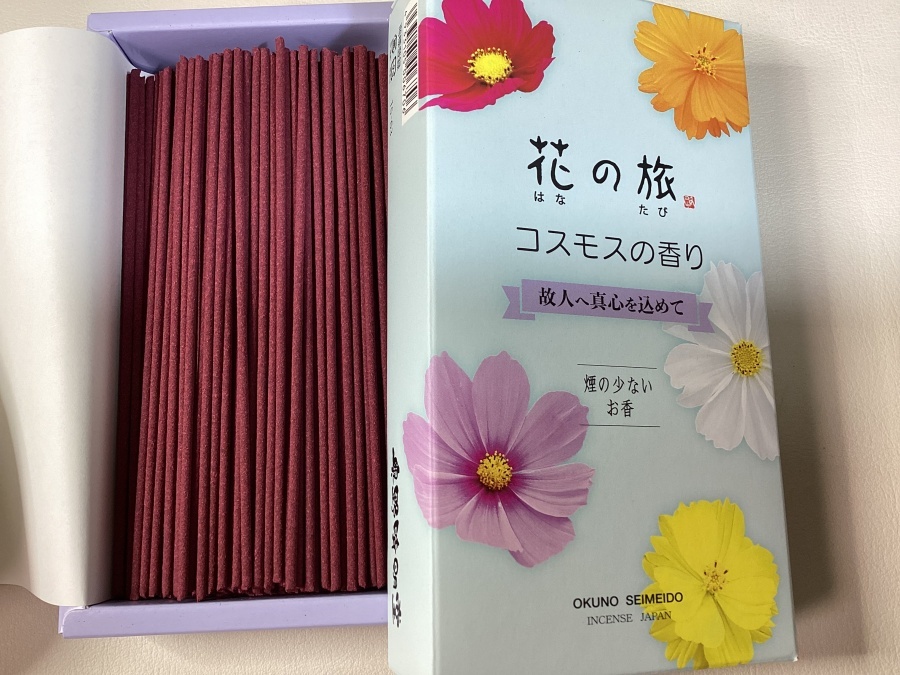 花の旅
はな たび
コスモスの香り
故人へ真心を込めて
煙の少ない
お香
OKUNO SEIMEIDO
INCENSE JAPAN